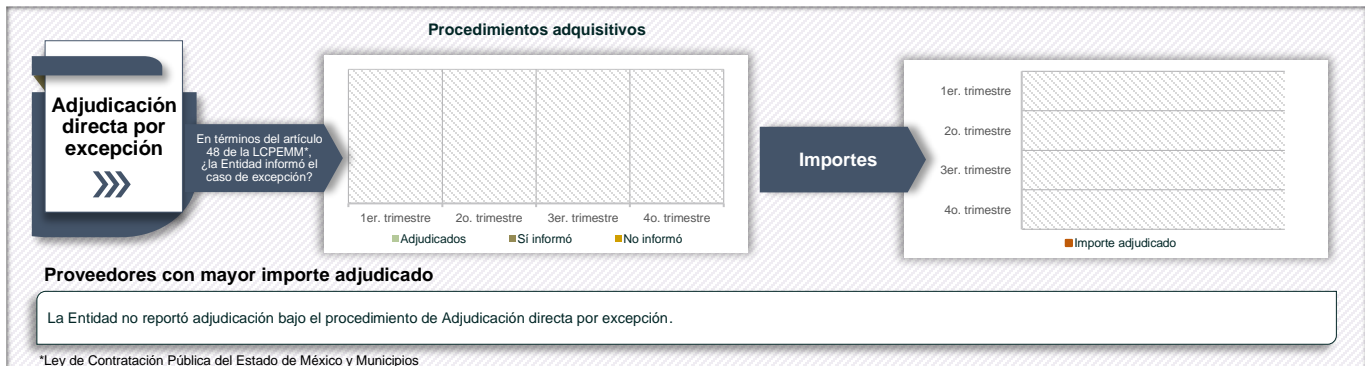 Procedimientos adquisitivos
Adjudicación
directa por
excepción
En términos del artículo
48 de la LCPEMM*,
¿la Entidad informó el
caso de excepción?
1er. trimestre 2o. trimestre 3er. trimestre 4o. trimestre
Adjudicados Sí informó No informó
Importes
1er. trimestre
2o. trimestre
3er. trimestre
4o. trimestre
Importe adjudicado
Proveedores con mayor importe adjudicado
La Entidad no reportó adjudicación bajo el procedimiento de Adjudicación directa por excepción.
*Ley de Contratación Pública del Estado de México y Municipios